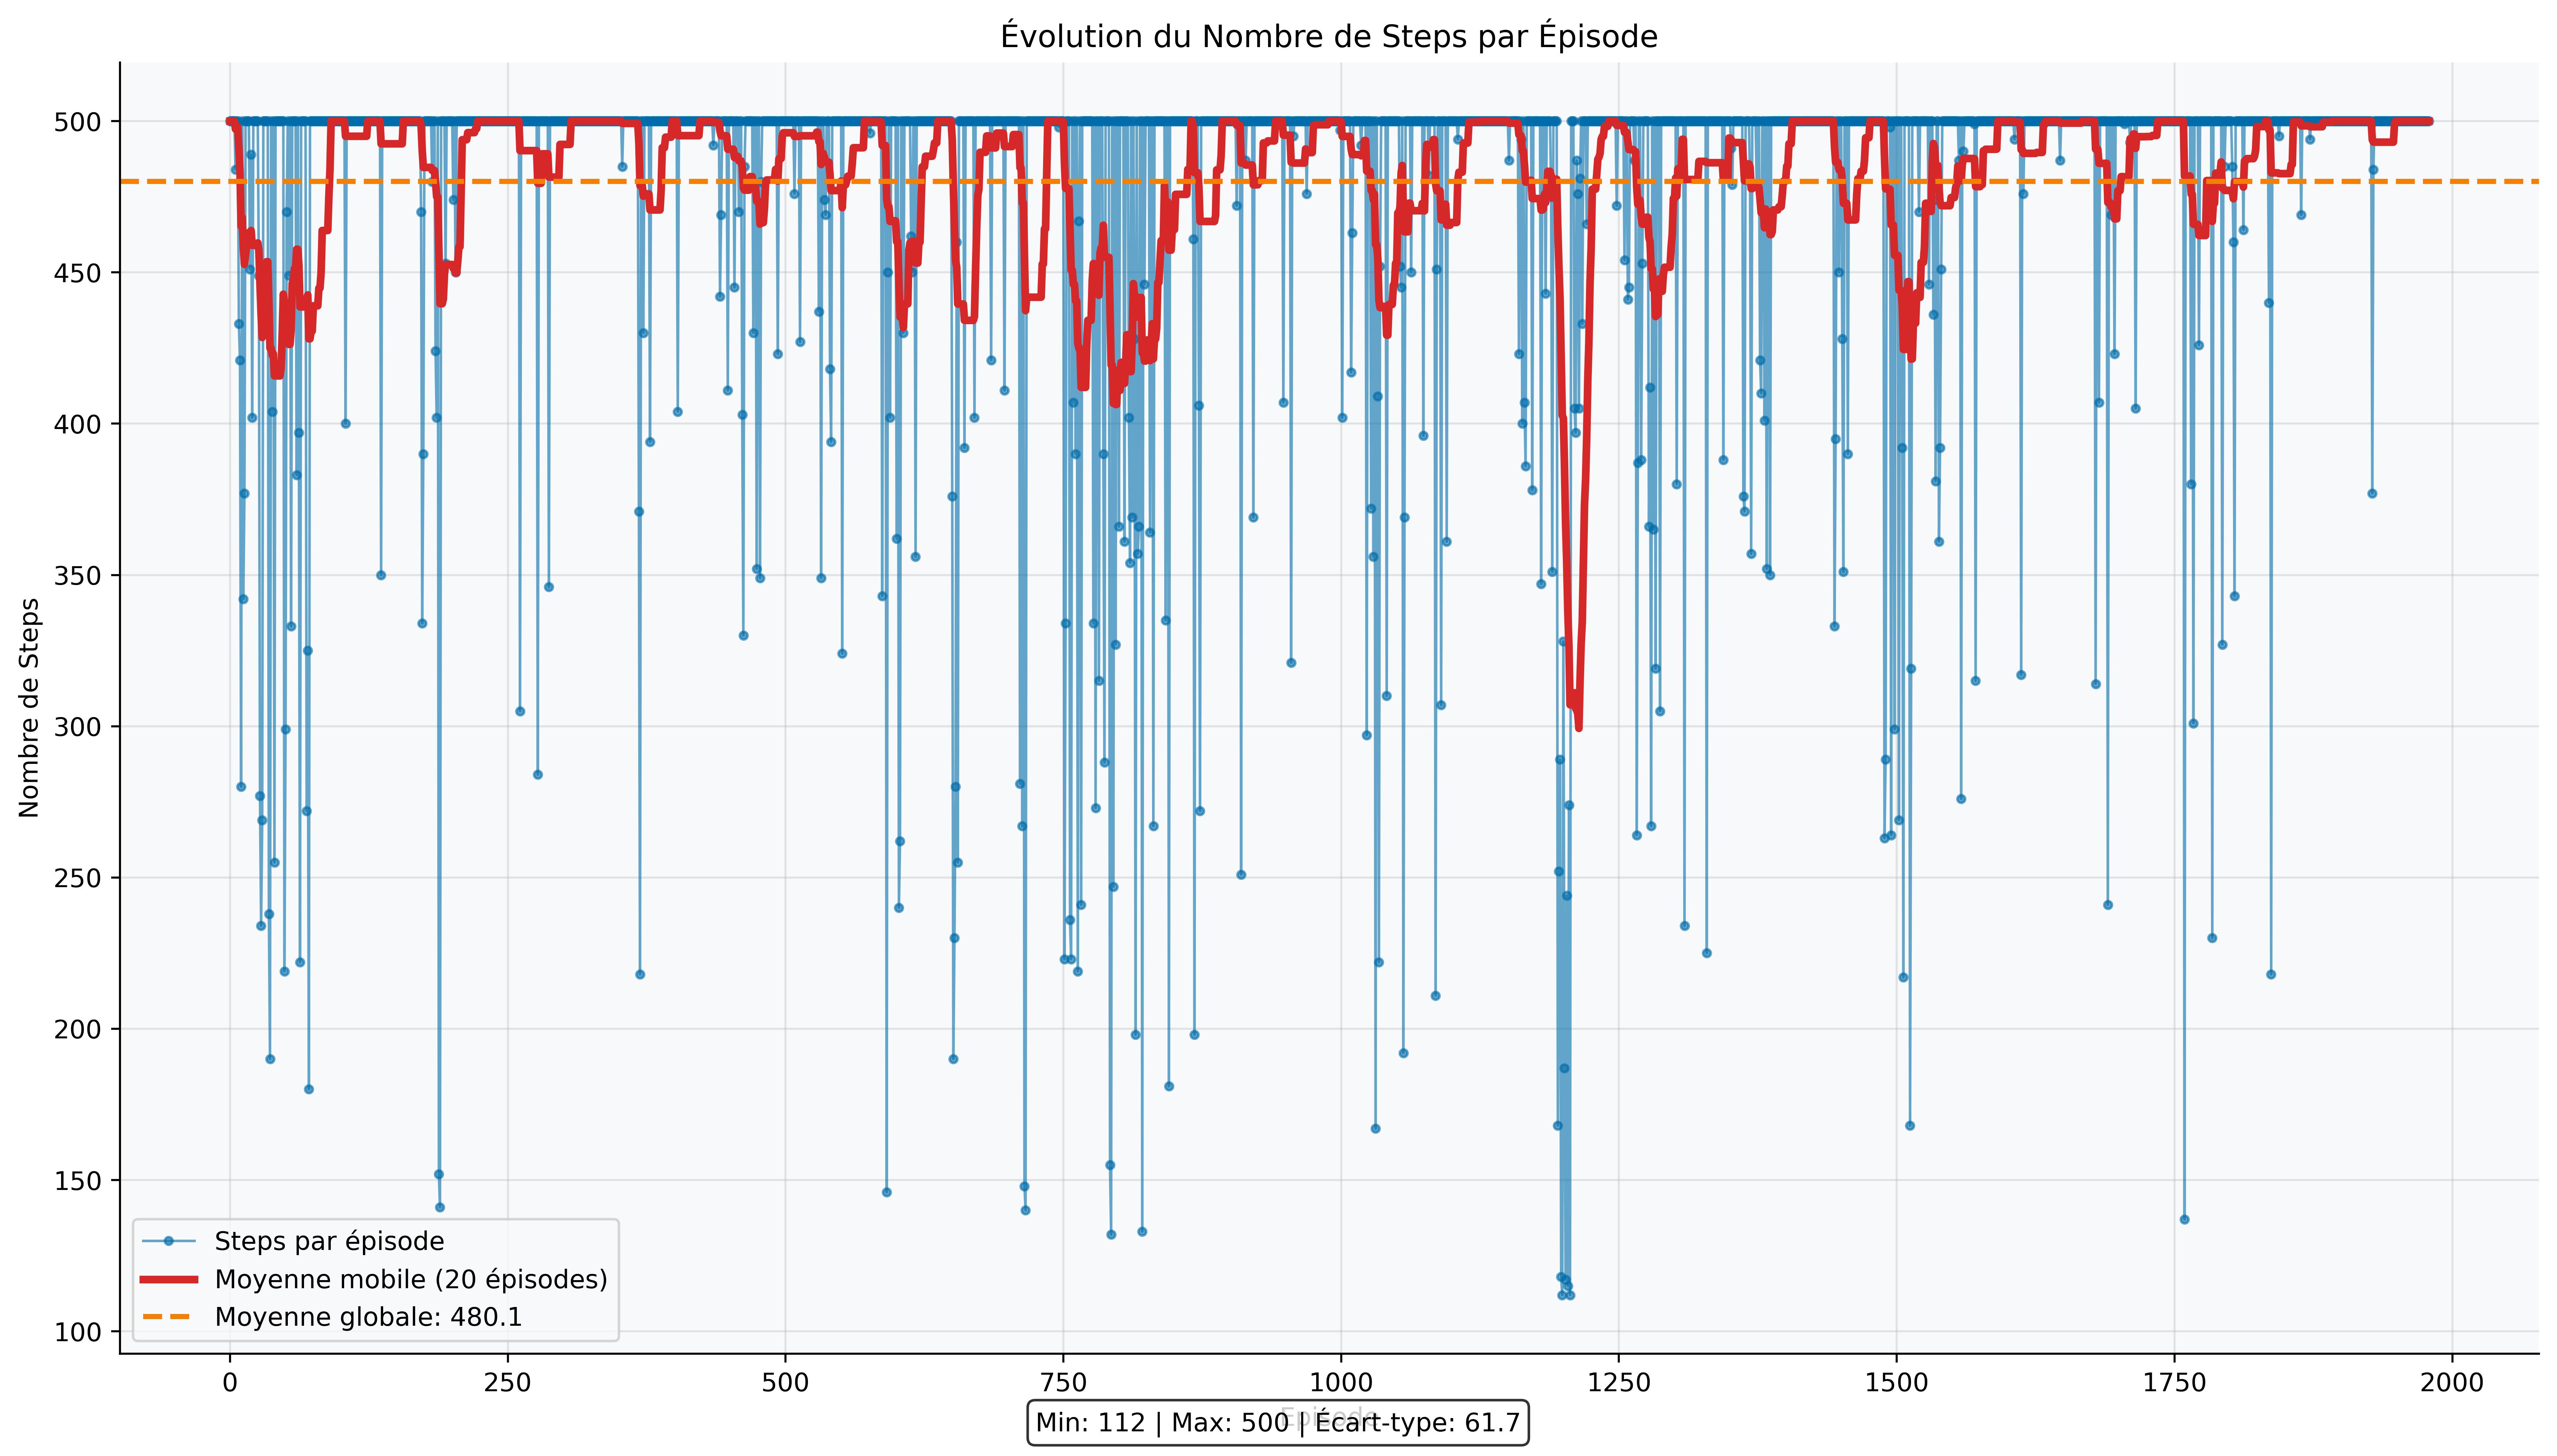 Évolution du Nombre de Steps par Épisode
Nombre de Steps
500
450
400
350
300
250
200
150
100
Steps par épisode
Moyenne mobile (20 épisodes)
Moyenne globale: 480.1
0 250 500 750 1000 1250 1500 1750 2000
Épisode
Min: 112 | Max: 500 | Écart-type: 61.7